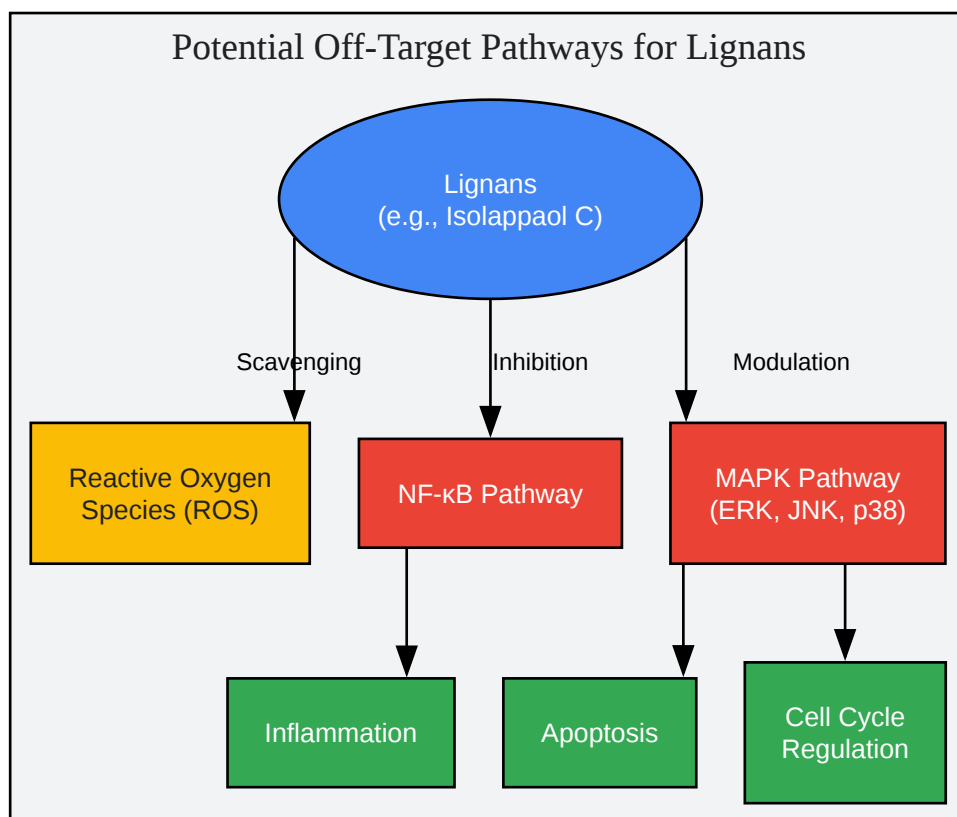 Potential Off-Target Pathways for Lignans
Lignans
(e.g., Isolappaol C)
Scavenging
Inhibition
Modulation
Reactive Oxygen
Species (ROS)
NF-κB Pathway
MAPK Pathway
(ERK, JNK, p38)
Inflammation
Apoptosis
Cell Cycle
Regulation